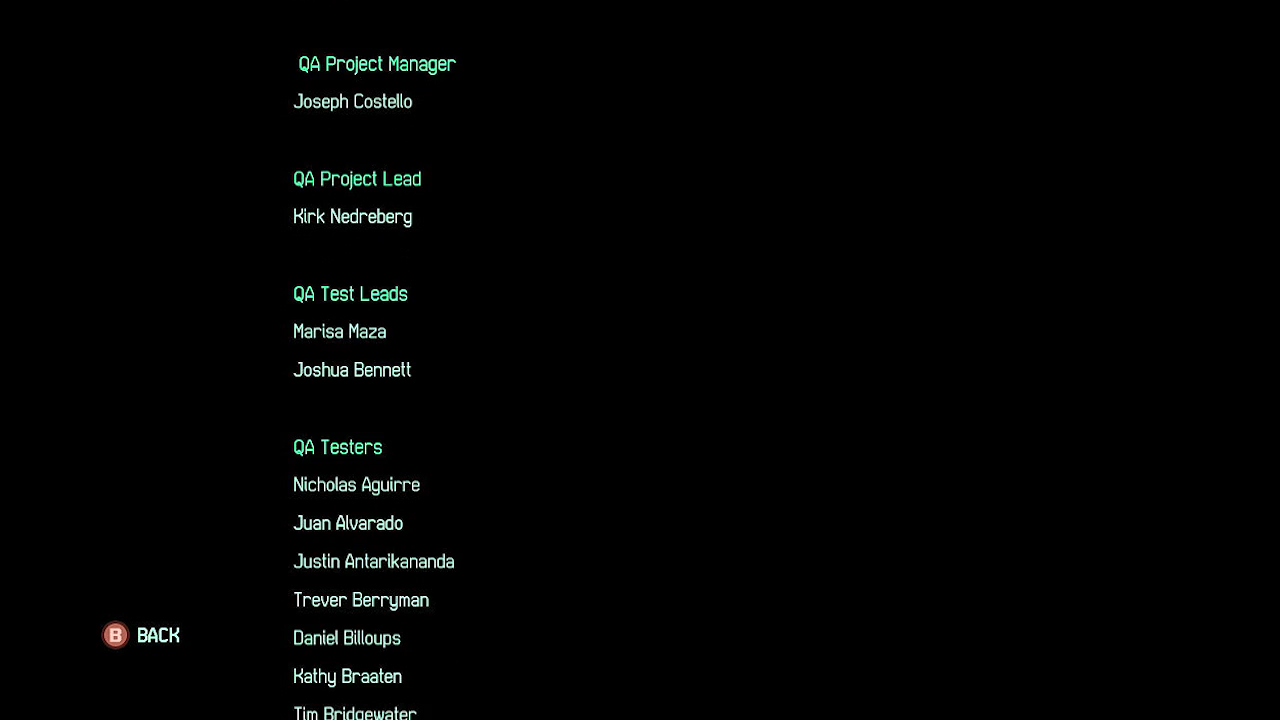 QA Project Manager
Joseph Costello
QA Project Lead
Kirk Nedreberg
QA Test Leads
Marisa Maza
Joshua Bennett
QA Testers
Nicholas Aguirre
Juan Alvarado
Justin Antarikananda
Trever Berryman
B BACK
Daniel Billoups
Kathy Braaten
Tim Bridgewater